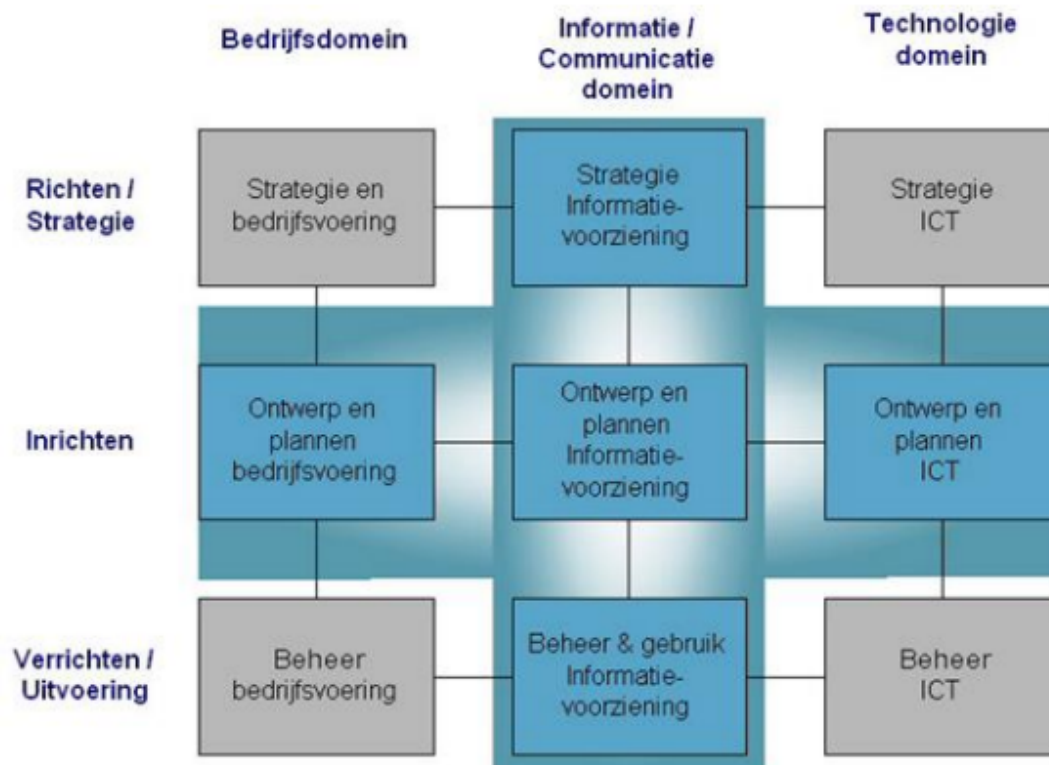 Bedrijfsdomein
Informatie /
Communicatie
domein
Technologie
domein
Richten /
Strategie
Strategie en
bedrijfsvoering
Strategie
Informatie-
voorziening
Strategie
ICT
Inrichten
Ontwerp en
plannen
bedrijfsvoering
Ontwerp en
plannen
Informatie-
voorziening
Ontwerp en
plannen
ICT
Verrichten /
Uitvoering
Beheer
bedrijfsvoering
Beheer & gebruik
Informatie-
voorziening
Beheer
ICT